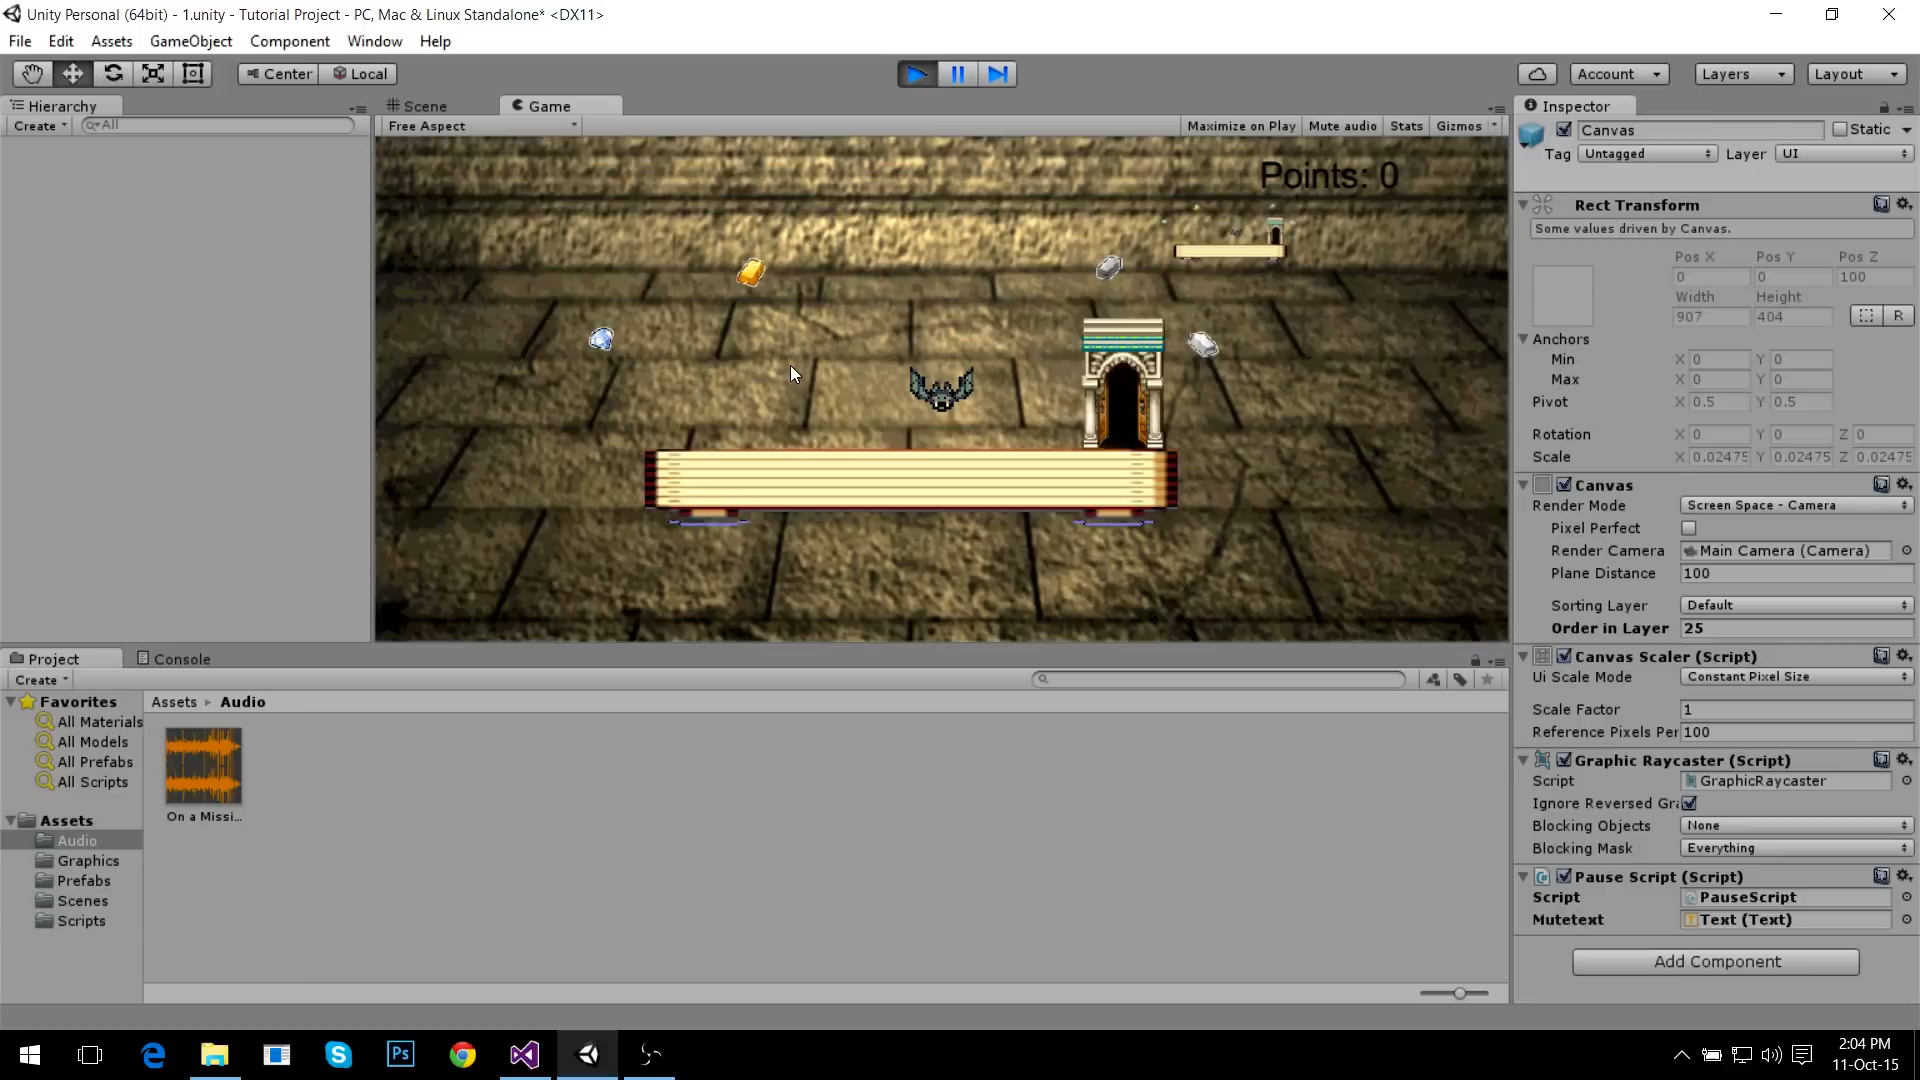 Unity Personal (64bit) - 1.unity - Tutorial Project - PC, Mac & Linux Standalone* <DX11>
File Edit Assets GameObject Component Window Help
Center Local Account Layers Layout
Hierarchy
Create All
Scene Game
Free Aspect Maximize on Play Mute audio Stats Gizmos
Points: 0
Inspector
Canvas Static
Tag Untagged Layer UI
Rect Transform
Some values driven by Canvas.
Pos X Pos Y Pos Z
0 0 100
Width Height
907 404 R
Anchors
Min X 0 Y 0
Max X 0 Y 0
Pivot X 0.5 Y 0.5
Rotation X 0 Y 0 Z 0
Scale X 0.02475 Y 0.02475 Z 0.02475
Canvas
Render Mode Screen Space - Camera
Pixel Perfect
Render Camera Main Camera (Camera)
Plane Distance 100
Sorting Layer Default
Order in Layer 25
Canvas Scaler (Script)
Ui Scale Mode Constant Pixel Size
Scale Factor 1
Reference Pixels Per 100
Graphic Raycaster (Script)
Script GraphicRaycaster
Ignore Reversed Gra
Blocking Objects None
Blocking Mask Everything
Pause Script (Script)
Script PauseScript
Mutetext Text (Text)
Add Component
Project Console
Create
Favorites
All Materials
All Models
All Prefabs
All Scripts
Assets
Audio
Graphics
Prefabs
Scenes
Scripts
Assets Audio
On a Missi...
Ps
2:04 PM
11-Oct-15